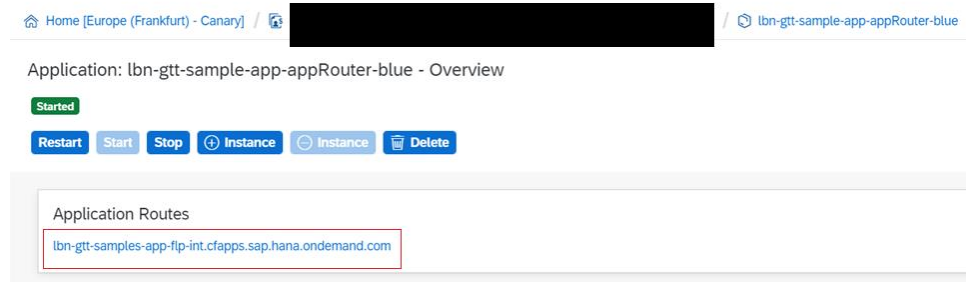 Home [Europe (Frankfurt) - Canary] / / lbn-gtt-sample-app-appRouter-blue
Application: lbn-gtt-sample-app-appRouter-blue - Overview
Started
Restart Start Stop Instance Instance Delete
Application Routes
lbn-gtt-samples-app-flp-int.cfapps.sap.hana.ondemand.com